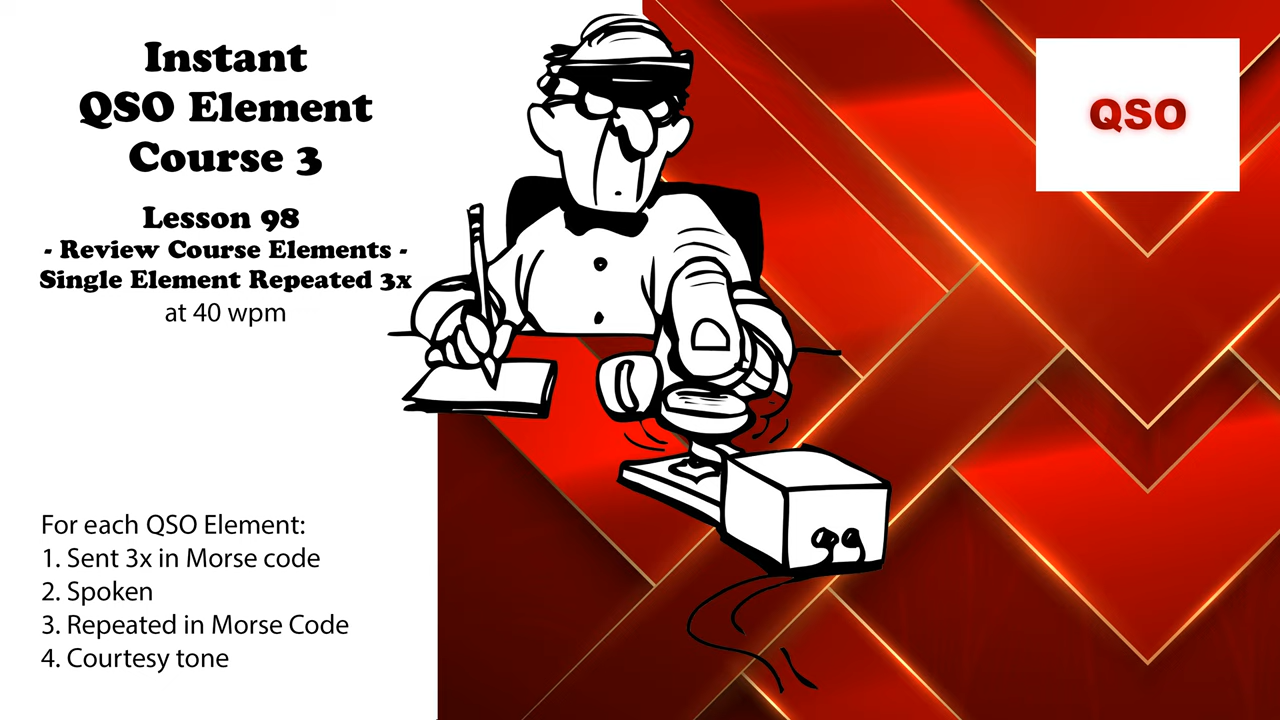 Instant
QSO Element
Course 3
Lesson 98
- Review Course Elements -
Single Element Repeated 3x
at 40 wpm
QSO
For each QSO Element:
1. Sent 3x in Morse code
2. Spoken
3. Repeated in Morse Code
4. Courtesy tone